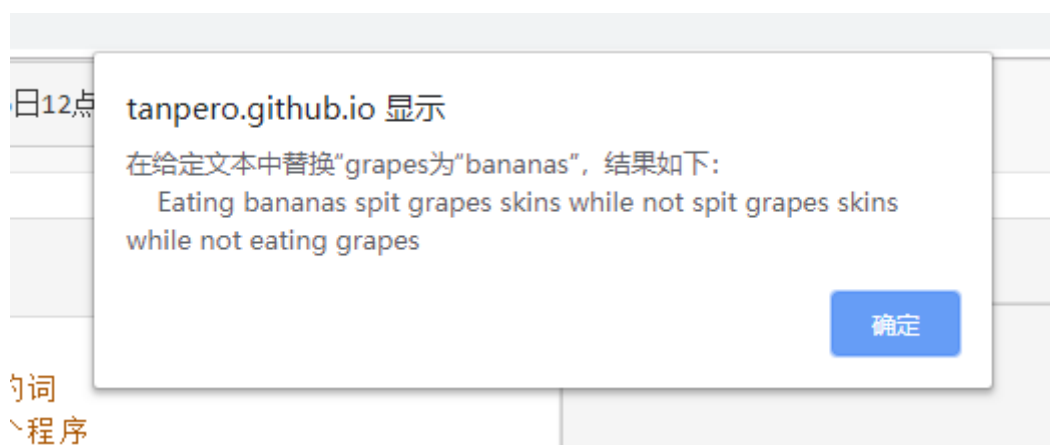 日12点
tanpero.github.io 显示
在给定文本中替换“grapes为“bananas”，结果如下：
Eating bananas spit grapes skins while not spit grapes skins
while not eating grapes
确定
的词
个程序